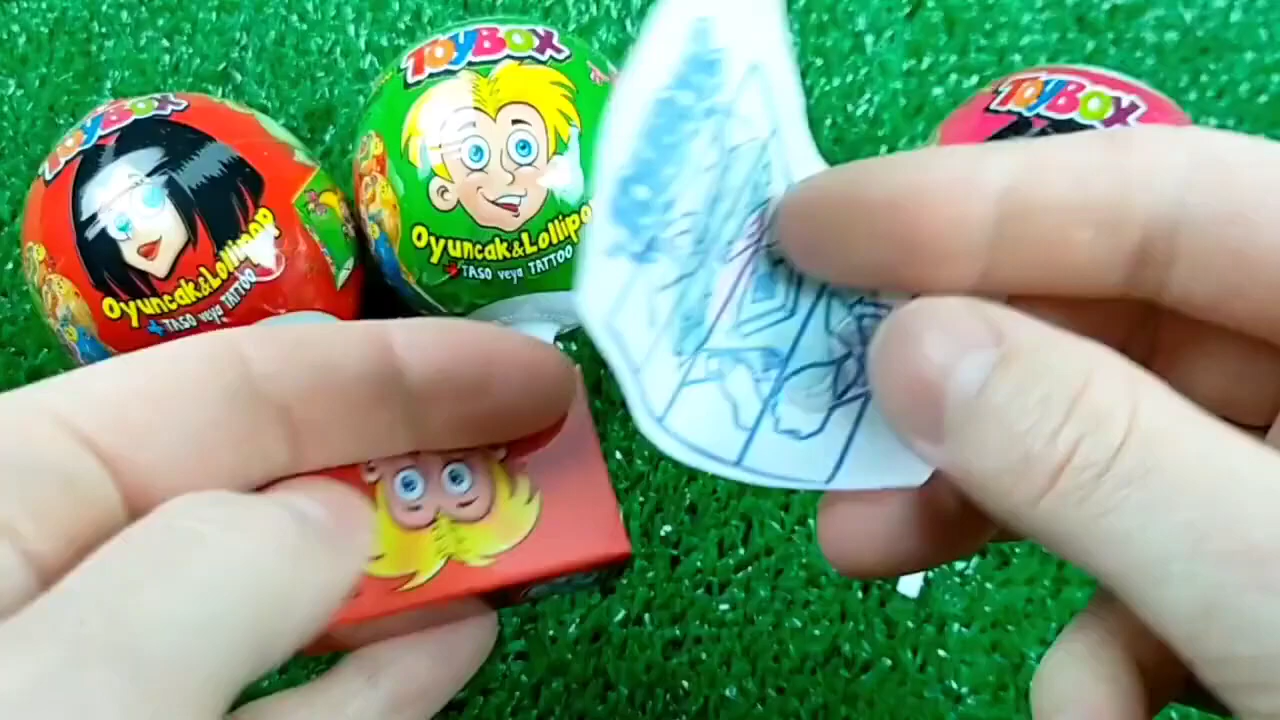 TOYBOX
Oyuncak&Lollipop
+ TASO veya TATTOO
TOYBOX
Oyuncak&Lollipo
+ TASO veya TATTOO
TOYBOX